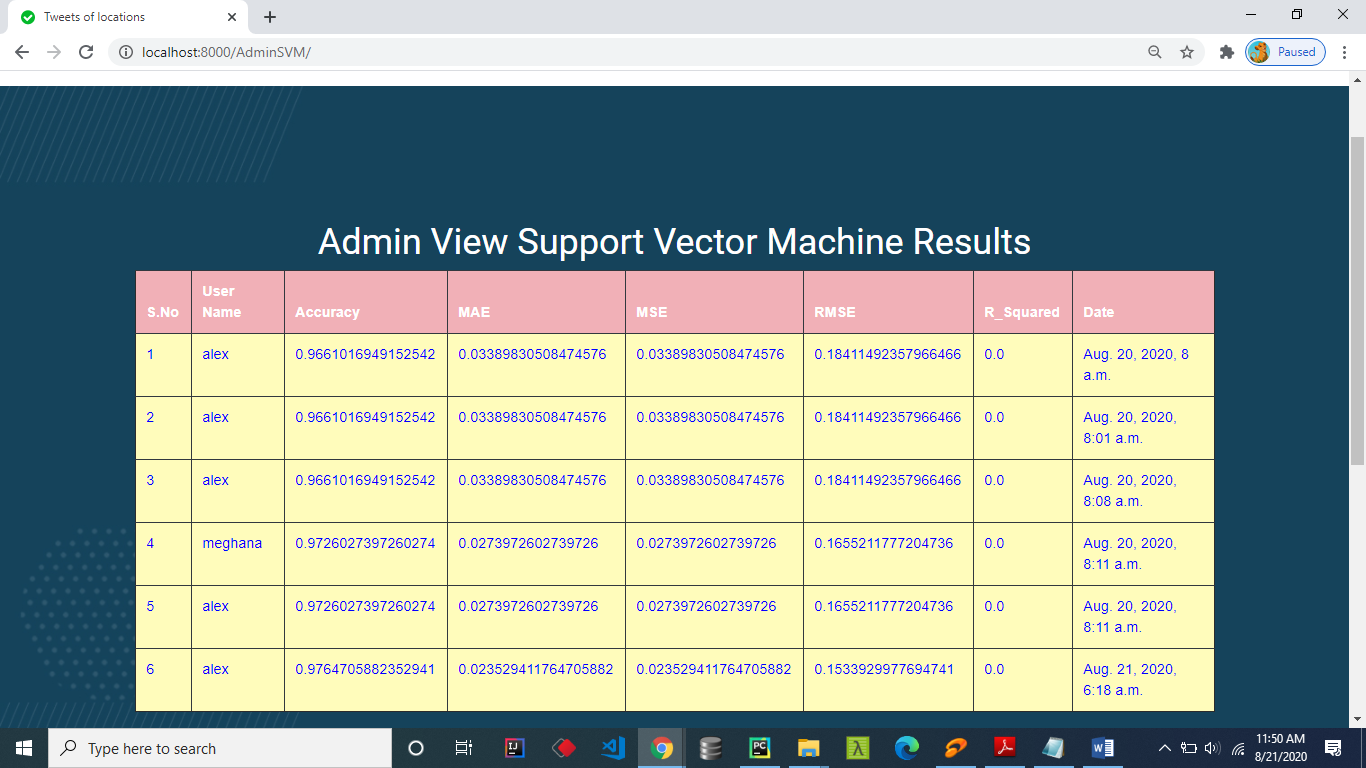 Tweets of locations
localhost:8000/AdminSVM/
Paused
Admin View Support Vector Machine Results
S.No User Name Accuracy MAE MSE RMSE R_Squared Date
1 alex 0.9661016949152542 0.03389830508474576 0.03389830508474576 0.18411492357966466 0.0 Aug. 20, 2020, 8
a.m.
2 alex 0.9661016949152542 0.03389830508474576 0.03389830508474576 0.18411492357966466 0.0 Aug. 20, 2020,
8:01 a.m.
3 alex 0.9661016949152542 0.03389830508474576 0.03389830508474576 0.18411492357966466 0.0 Aug. 20, 2020,
8:08 a.m.
4 meghana 0.9726027397260274 0.0273972602739726 0.0273972602739726 0.1655211777204736 0.0 Aug. 20, 2020,
8:11 a.m.
5 alex 0.9726027397260274 0.0273972602739726 0.0273972602739726 0.1655211777204736 0.0 Aug. 20, 2020,
8:11 a.m.
6 alex 0.9764705882352941 0.023529411764705882 0.023529411764705882 0.1533929977694741 0.0 Aug. 21, 2020,
6:18 a.m.
Type here to search
IJ
PC
W
11:50 AM
8/21/2020